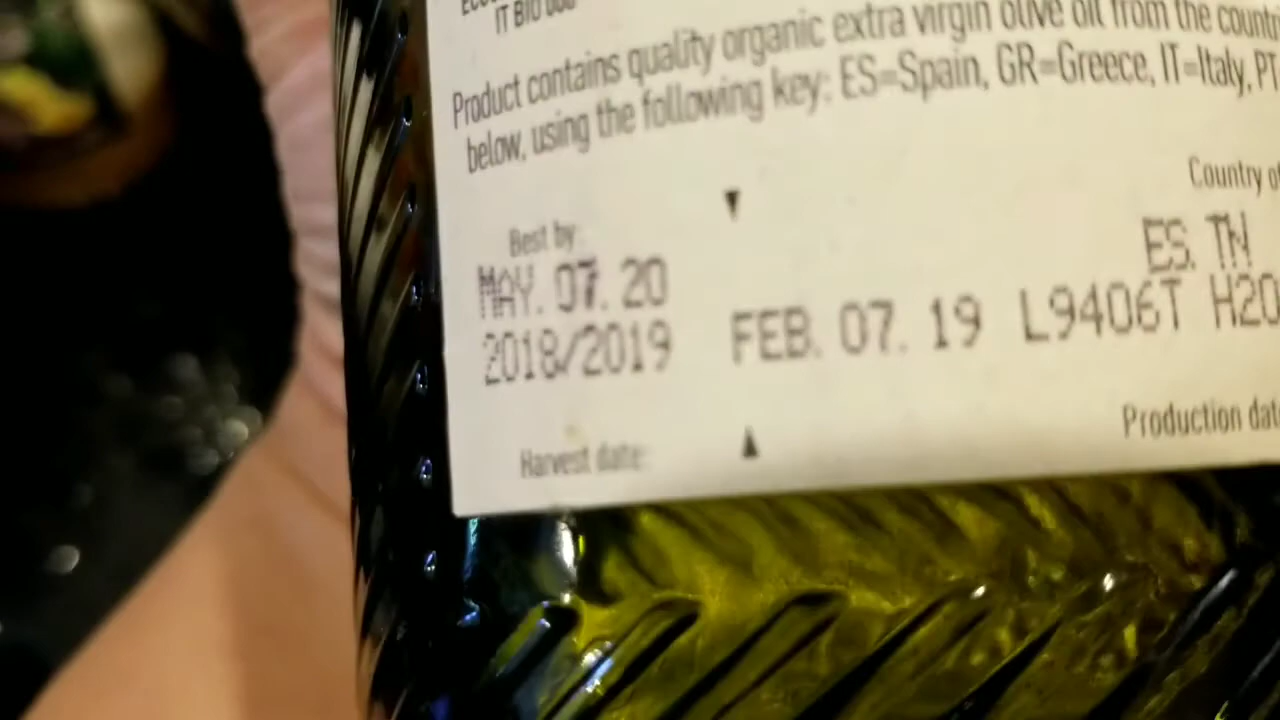 IT BIO
Product contains quality organic extra virgin olive oil from the
below, using the following key: ES=Spain, GR=Greece, IT=Italy, PT
Country of
Best by:
ES. TN
MAY. 07. 20
FEB. 07. 19 L9406T H20
2018/2019
Production
Harvest date: